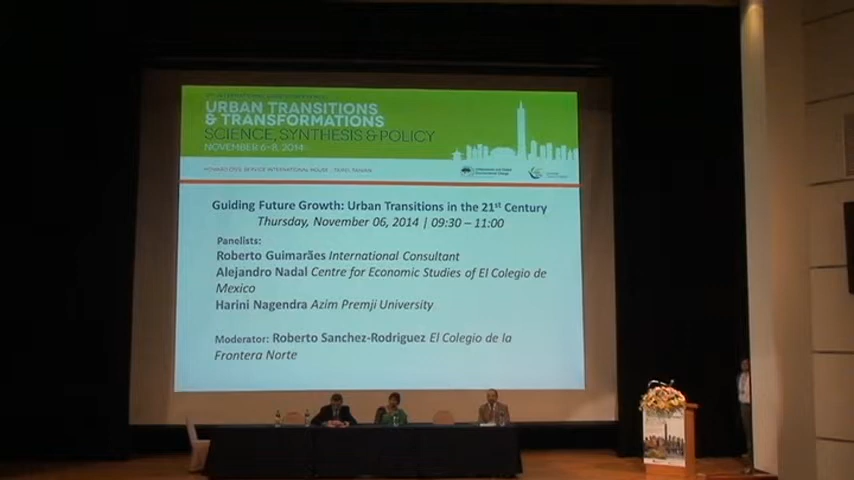 URBAN TRANSITIONS
& TRANSFORMATIONS
SCIENCE, SYNTHESIS & POLICY
NOVEMBER 6-8, 2014
Guiding Future Growth: Urban Transitions in the 21st Century
Thursday, November 06, 2014 | 09:30 – 11:00
Panelists:
Roberto Guimarães International Consultant
Alejandro Nadal Centre for Economic Studies of El Colegio de
Mexico
Harini Nagendra Azim Premji University
Moderator: Roberto Sanchez-Rodriguez El Colegio de la
Frontera Norte